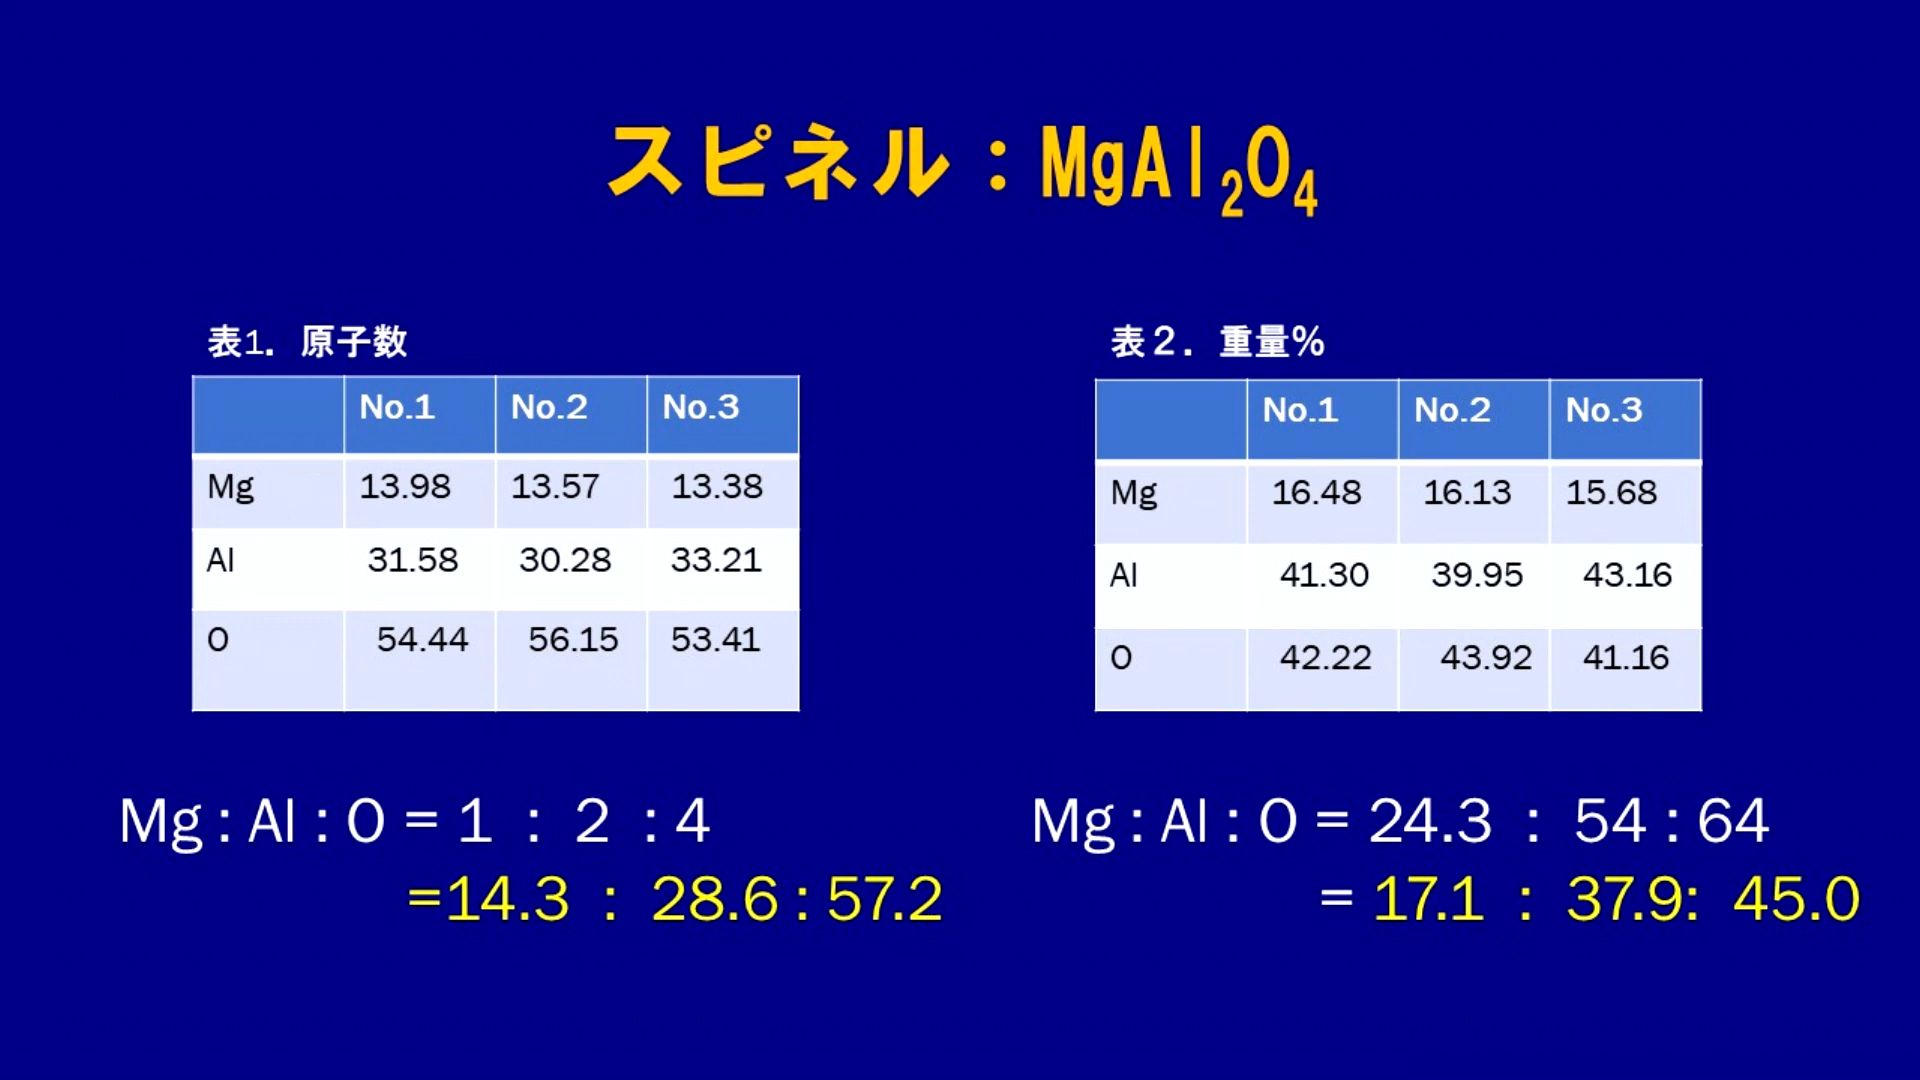 スピネル：MgAl₂O₄
表1．原子数
No.1 No.2 No.3
Mg 13.98 13.57 13.38
Al 31.58 30.28 33.21
O 54.44 56.15 53.41
Mg : Al : O = 1 : 2 : 4
=14.3 : 28.6 : 57.2
表２．重量%
No.1 No.2 No.3
Mg 16.48 16.13 15.68
Al 41.30 39.95 43.16
O 42.22 43.92 41.16
Mg : Al : O = 24.3 : 54 : 64
= 17.1 : 37.9: 45.0